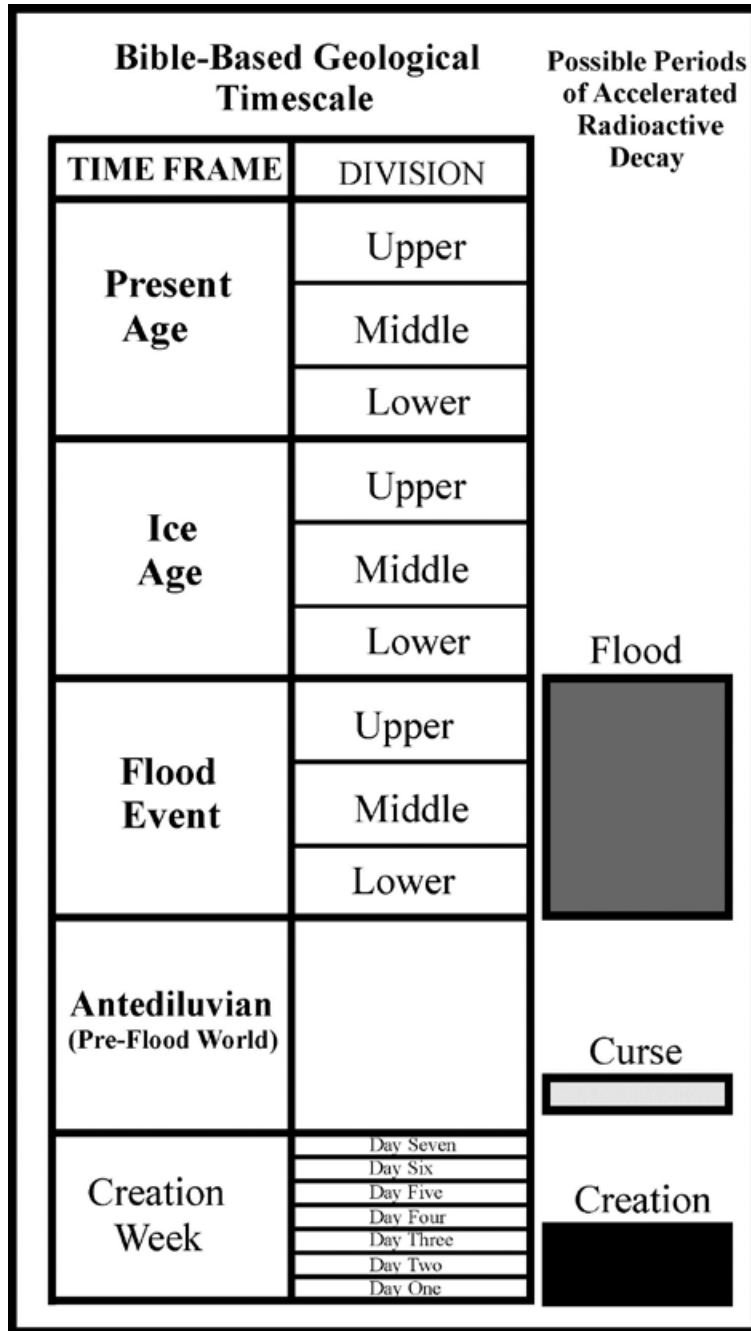 Bible-Based Geological
Timescale
Possible Periods
of Accelerated
Radioactive
Decay
TIME FRAME
DIVISION
Present
Age
Upper
Middle
Lower
Ice
Age
Upper
Middle
Lower
Flood
Flood
Event
Upper
Middle
Lower
Antediluvian
(Pre-Flood World)
Curse
Creation
Week
Day Seven
Day Six
Day Five
Day Four
Day Three
Day Two
Day One
Creation